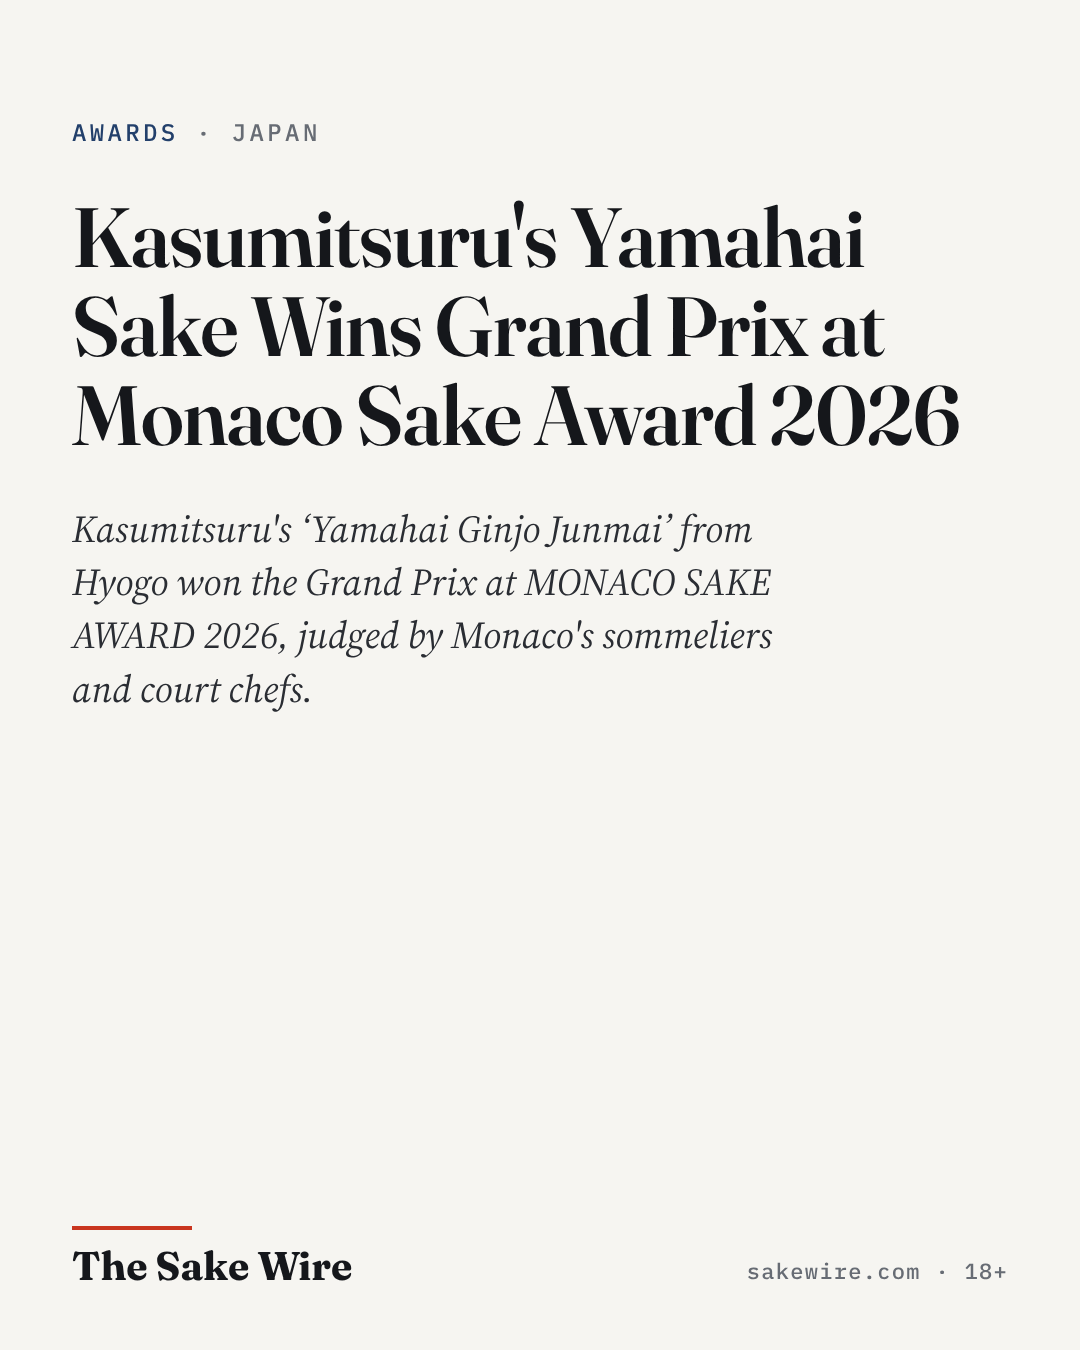 AWARDS · JAPAN
Kasumitsuru's Yamahai
Sake Wins Grand Prix at
Monaco Sake Award 2026
Kasumitsuru's ‘Yamahai Ginjo Junmai’ from
Hyogo won the Grand Prix at MONACO SAKE
AWARD 2026, judged by Monaco's sommeliers
and court chefs.
The Sake Wire
sakewire.com · 18+